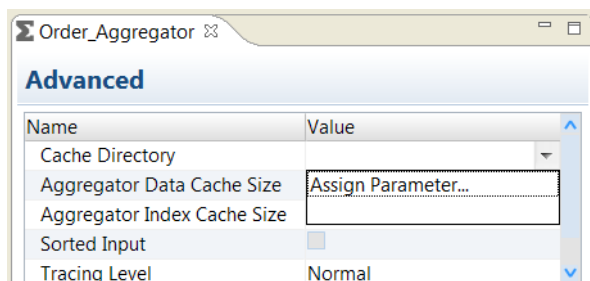 Order_Aggregator
Advanced
Name Value
Cache Directory
Aggregator Data Cache Size Assign Parameter...
Aggregator Index Cache Size
Sorted Input
Tracing Level Normal